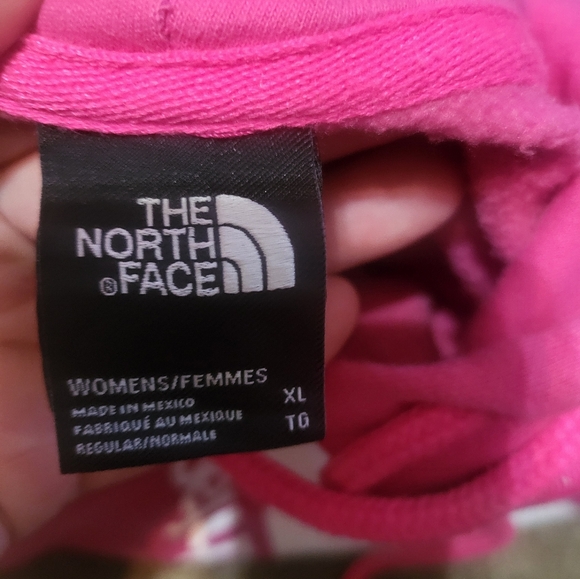 THE
NORTH
®FACE
WOMENS/FEMMES
XL
MADE IN MEXICO
TG
FABRIQUÉ AU MEXIQUE
REGULAR/NORMALE